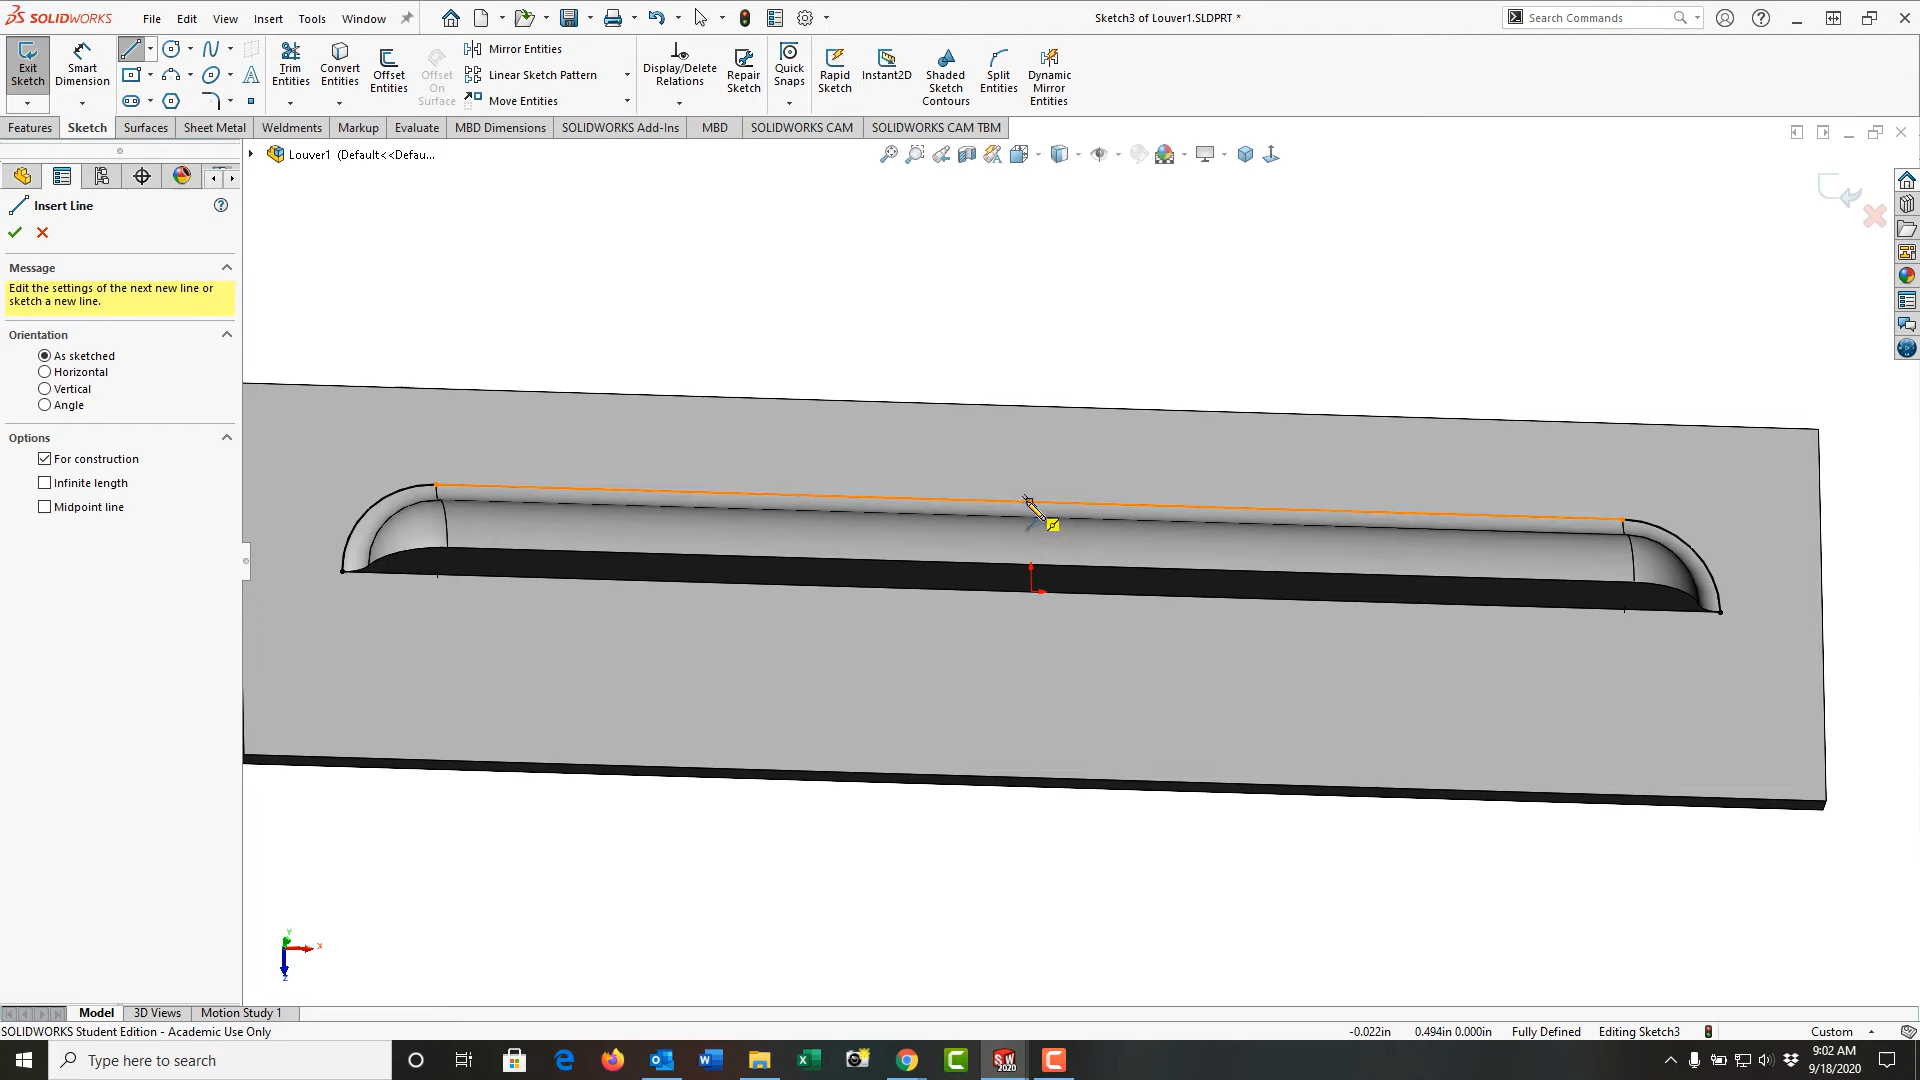 SOLIDWORKS File Edit View Insert Tools Window Sketch3 of Louver1.SLDPRT * Search Commands
Exit Sketch
Smart Dimension
Trim Entities
Convert Entities
Offset Entities
Offset On Surface
Mirror Entities
Linear Sketch Pattern
Move Entities
Display/Delete Relations
Repair Sketch
Quick Snaps
Rapid Sketch
Instant2D
Shaded Sketch Contours
Split Entities
Dynamic Mirror Entities
Features Sketch Surfaces Sheet Metal Weldments Markup Evaluate MBD Dimensions SOLIDWORKS Add-Ins MBD SOLIDWORKS CAM SOLIDWORKS CAM TBM
Louver1 (Default<<Defau...
Insert Line
Message
Edit the settings of the next new line or
sketch a new line.
Orientation
As sketched
Horizontal
Vertical
Angle
Options
For construction
Infinite length
Midpoint line
Y
X
Z
Model 3D Views Motion Study 1
SOLIDWORKS Student Edition - Academic Use Only -0.022in 0.494in 0.000in Fully Defined Editing Sketch3 Custom
Type here to search
SW 2020
9:02 AM
9/18/2020